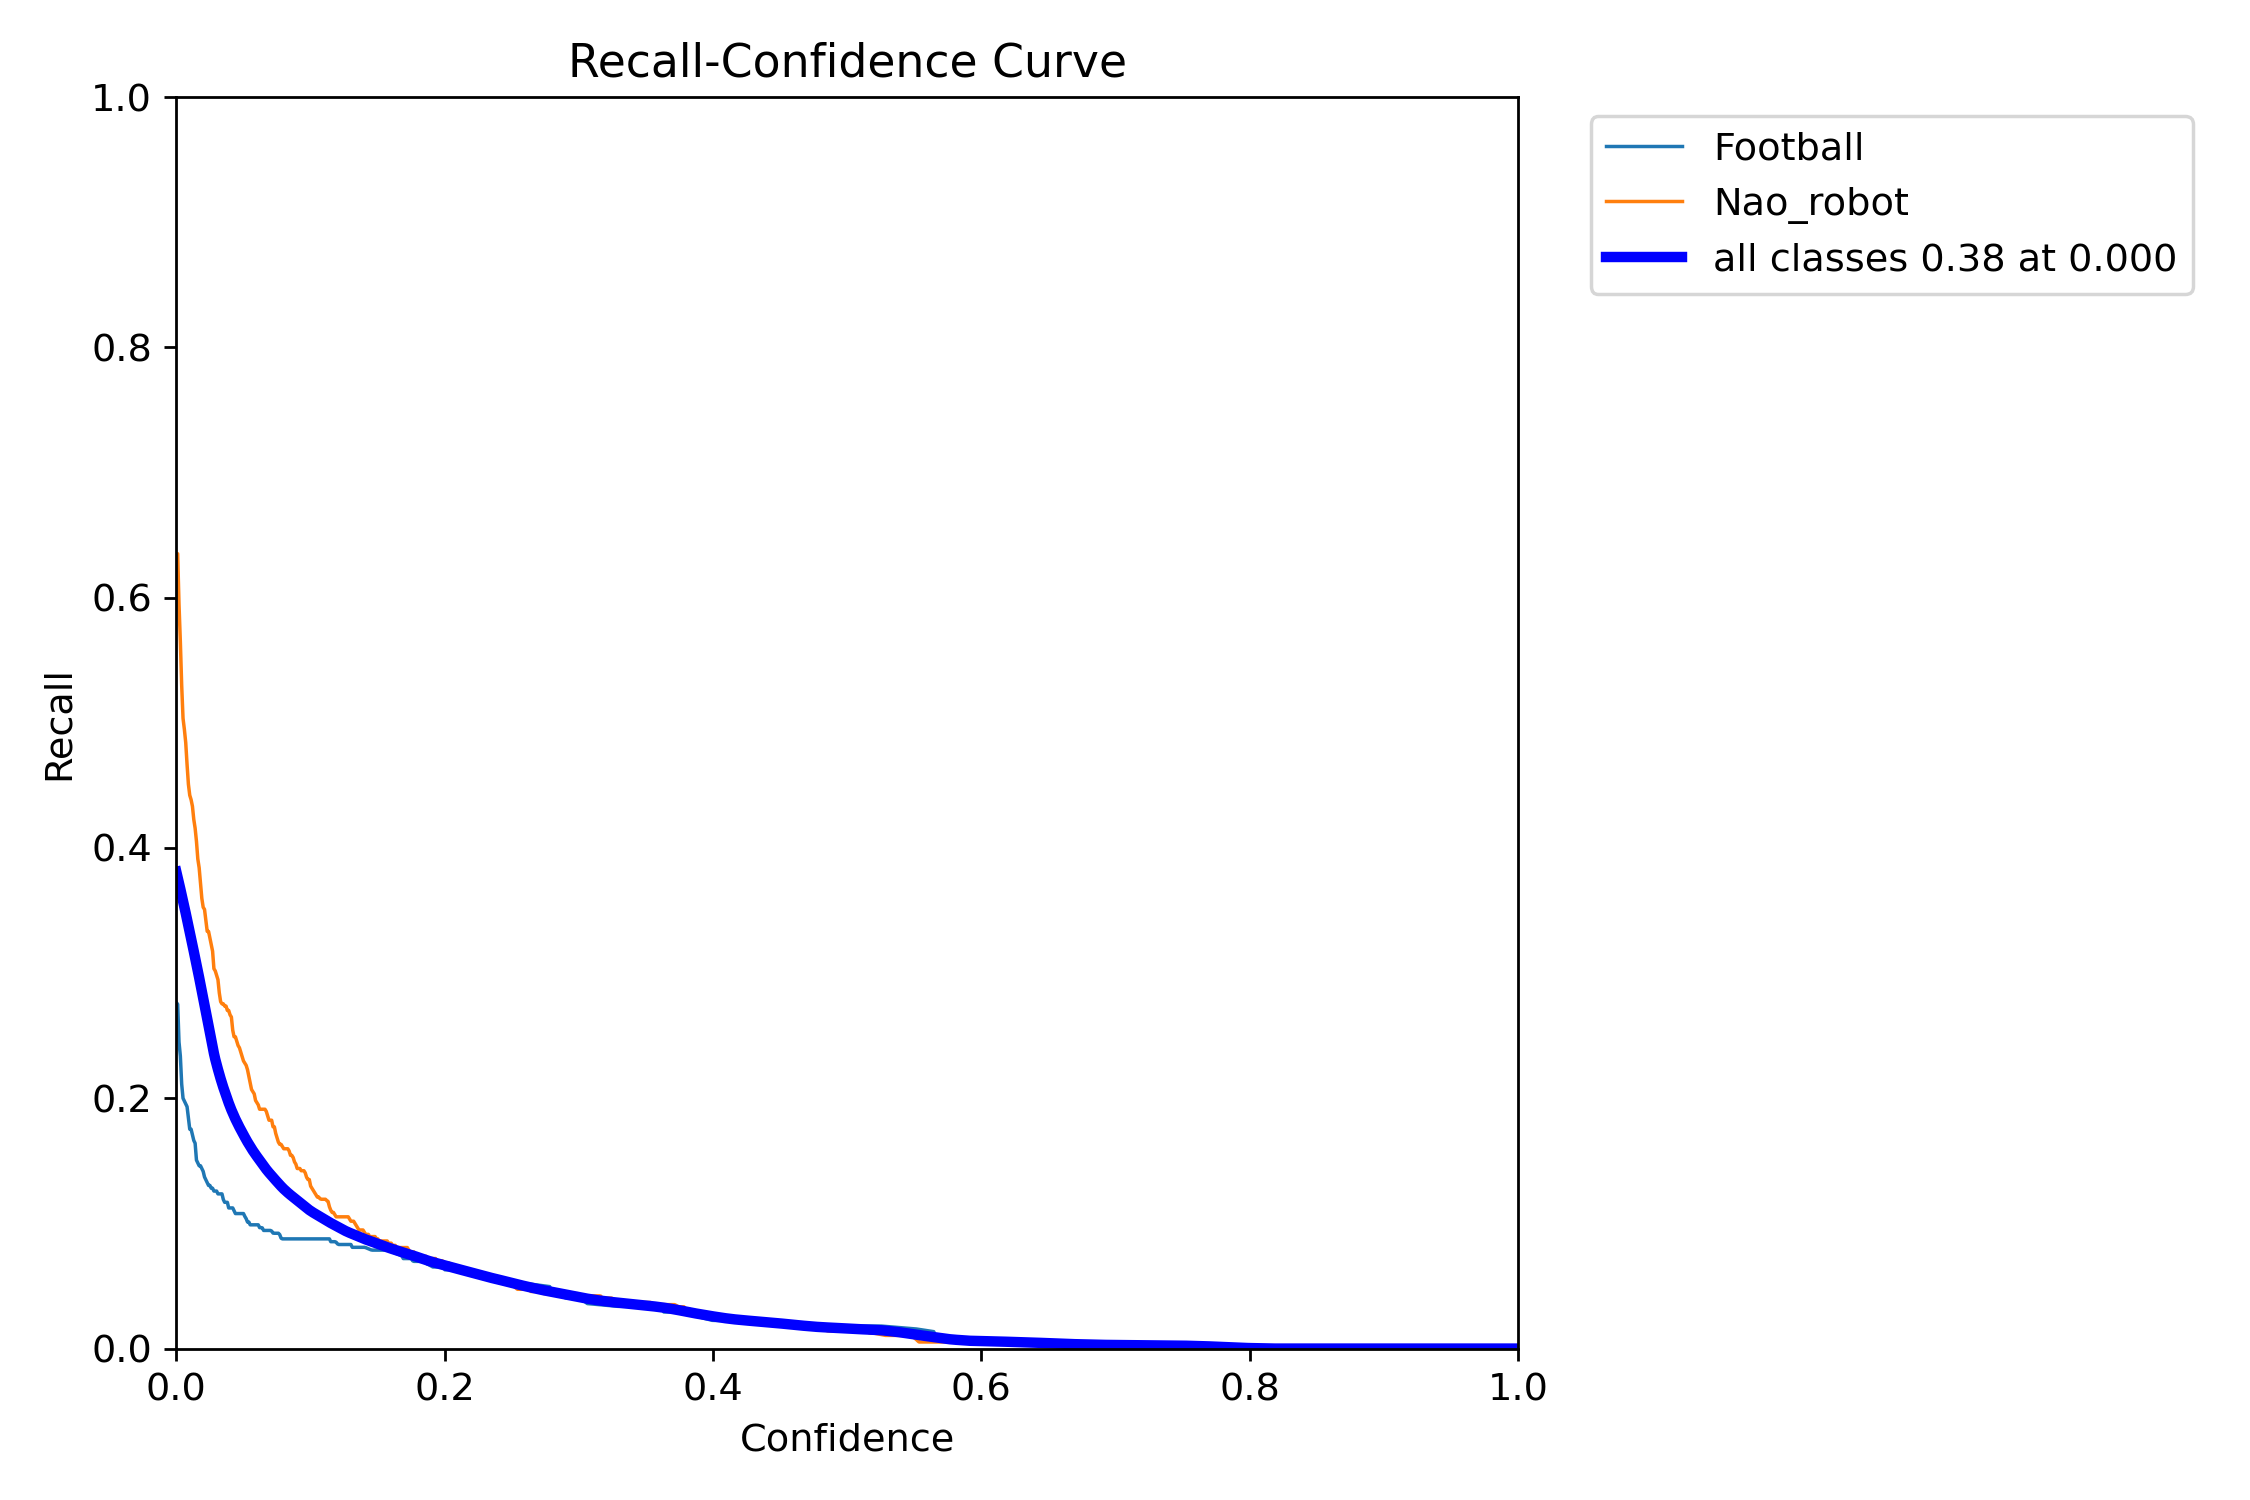 Recall-Confidence Curve
1.0
0.8
0.6
0.4
0.2
0.0
Recall
0.0 0.2 0.4 0.6 0.8 1.0
Confidence
Football
Nao_robot
all classes 0.38 at 0.000